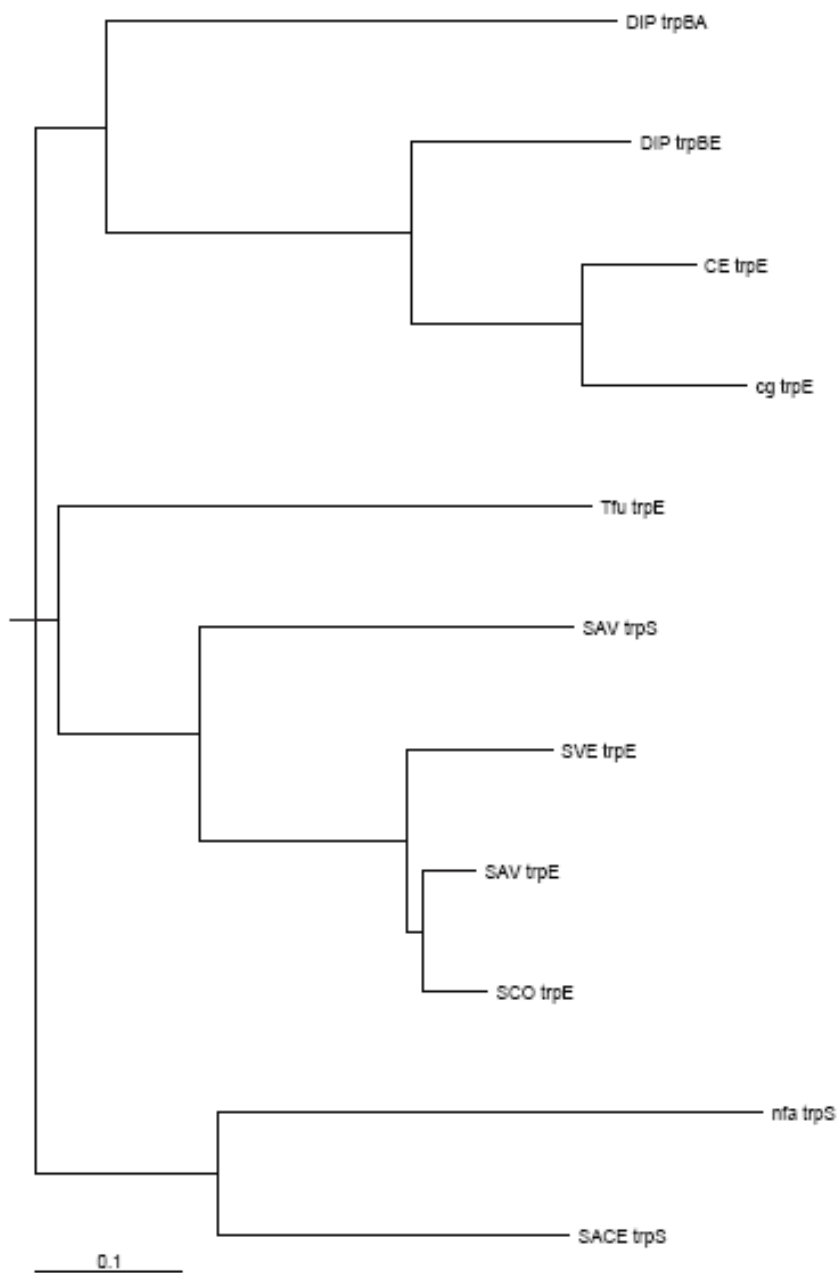 DIP trpBA
DIP trpBE
CE trpE
cg trpE
Tfu trpE
SAV trpS
SVE trpE
SAV trpE
SCO trpE
nfa trpS
SACE trpS
0.1